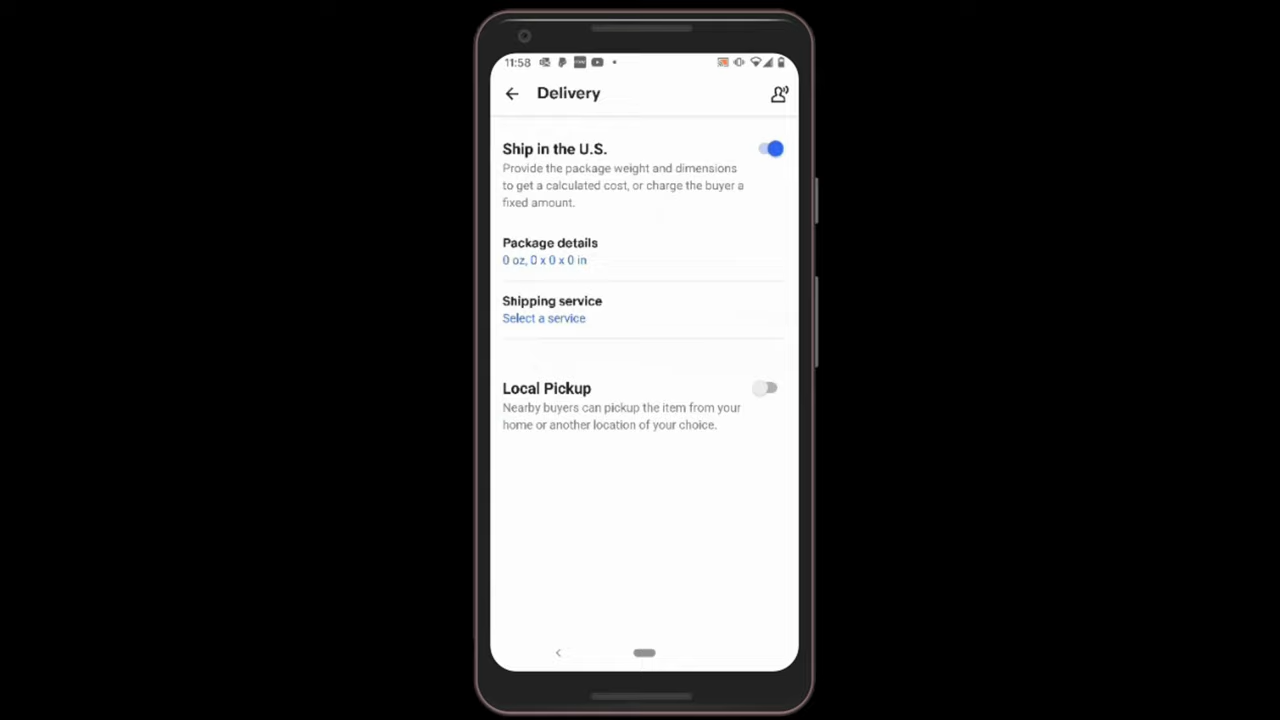 11:58
Delivery
Ship in the U.S.
Provide the package weight and dimensions
to get a calculated cost, or charge the buyer a
fixed amount.
Package details
0 oz, 0 x 0 x 0 in
Shipping service
Select a service
Local Pickup
Nearby buyers can pickup the item from your
home or another location of your choice.